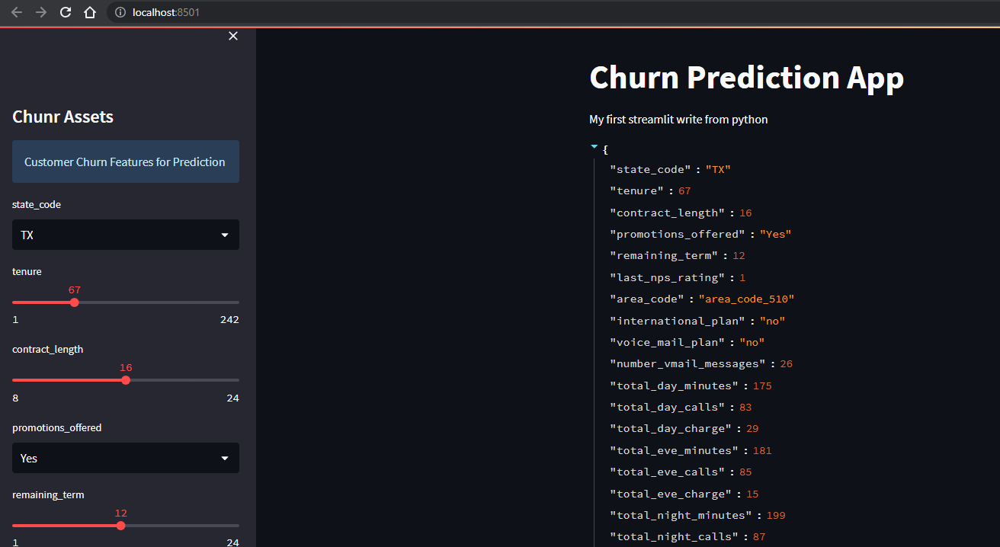 localhost:8501
Chunr Assets
Customer Churn Features for Prediction
state_code
TX
tenure
67
1 242
contract_length
16
8 24
promotions_offered
Yes
remaining_term
12
1 24
Churn Prediction App
My first streamlit write from python
{
"state_code" : "TX"
"tenure" : 67
"contract_length" : 16
"promotions_offered" : "Yes"
"remaining_term" : 12
"last_nps_rating" : 1
"area_code" : "area_code_510"
"international_plan" : "no"
"voice_mail_plan" : "no"
"number_vmail_messages" : 26
"total_day_minutes" : 175
"total_day_calls" : 83
"total_day_charge" : 29
"total_eve_minutes" : 181
"total_eve_calls" : 85
"total_eve_charge" : 15
"total_night_minutes" : 199
"total_night_calls" : 87